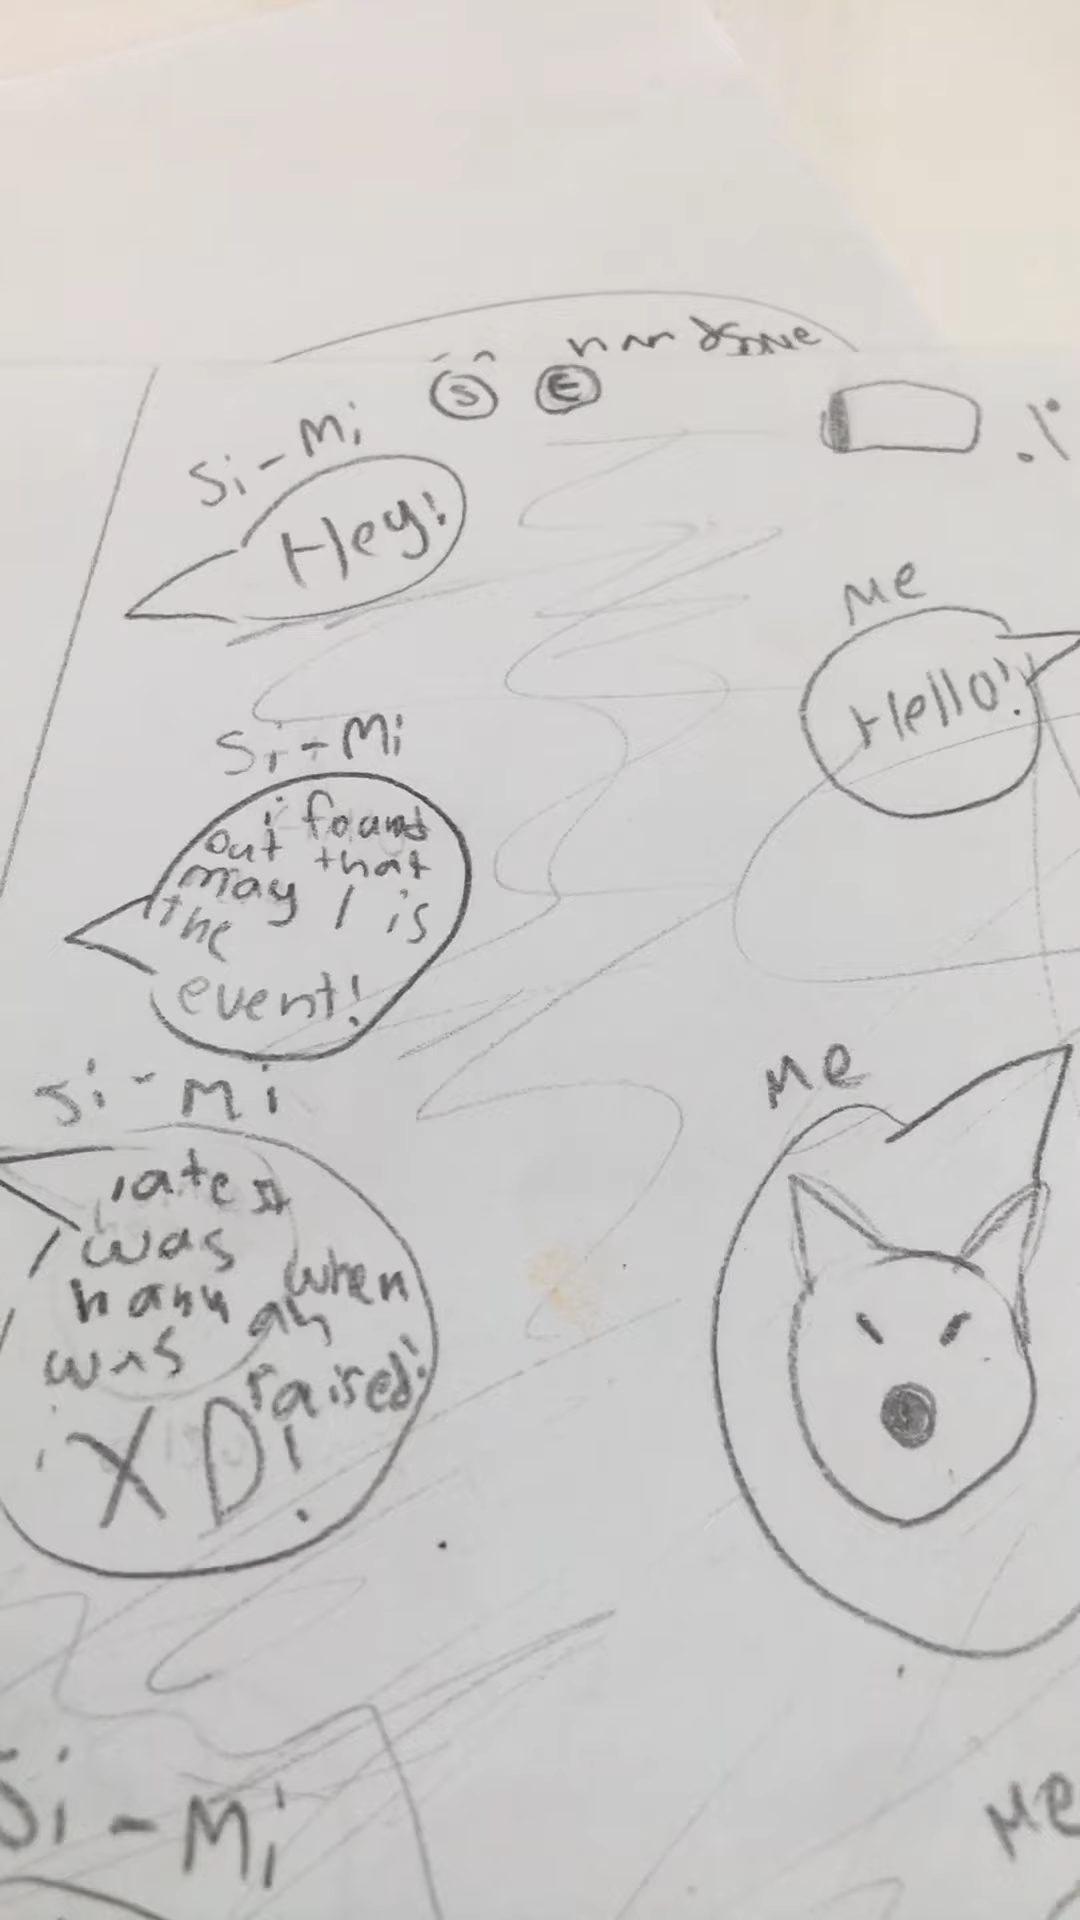 S E
Si-Mi
Hey!
Me
Hello!
Si-Mi
i found
out that
may 1 is
the
event!
Si-Mi
was
when
was
raised!
XD!
Me
Si-Mi
Me